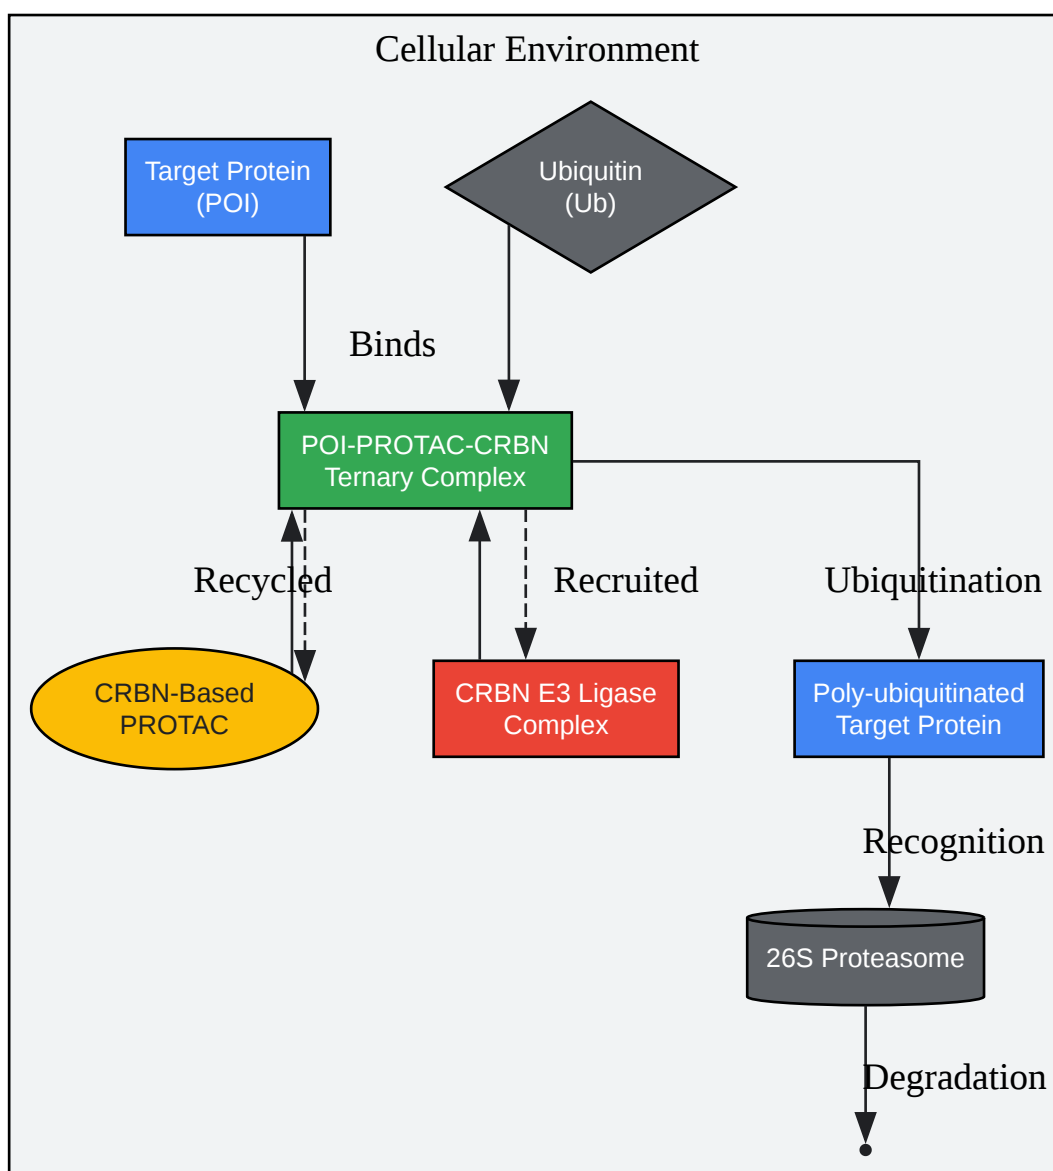 Cellular Environment
Target Protein
(POI)
Ubiquitin
(Ub)
Binds
POI-PROTAC-CRBN
Ternary Complex
Recycled
Recruited
Ubiquitination
CRBN-Based
PROTAC
CRBN E3 Ligase
Complex
Poly-ubiquitinated
Target Protein
Recognition
26S Proteasome
Degradation